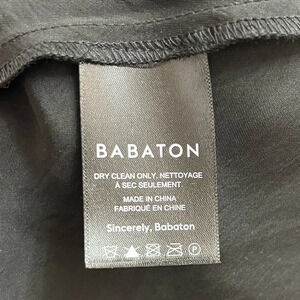 BABATON
DRY CLEAN ONLY. NETTOYAGE
À SEC SEULEMENT
MADE IN CHINA
FABRIQUÉ EN CHINE
Sincerely, Babaton
P